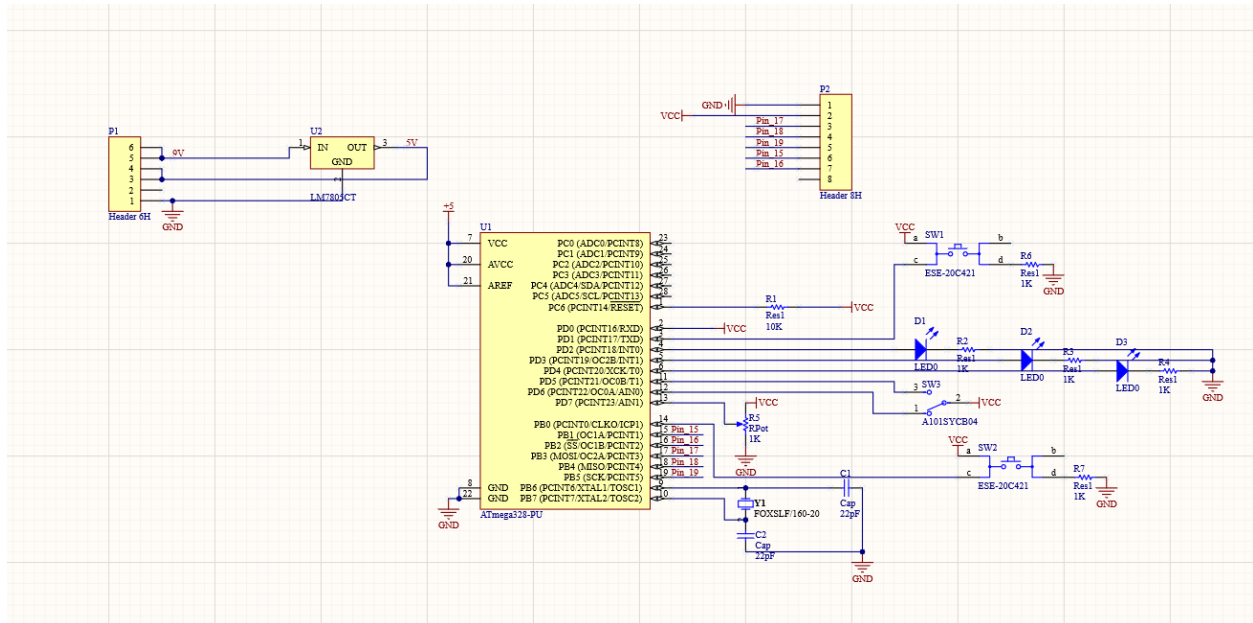 P1
6
5
4
3
2
1
Header 6H
9V
GND
U2
1
IN
OUT
3
GND
2
LM7805CT
5V
P2
GND
VCC
Pin_17
Pin_18
Pin_19
Pin_15
Pin_16
1
2
3
4
5
6
7
8
Header 8H
+5
U1
7
VCC
20
AVCC
21
AREF
8
GND
22
GND
GND
PC0 (ADC0/PCINT8)
23
PC1 (ADC1/PCINT9)
24
PC2 (ADC2/PCINT10)
25
PC3 (ADC3/PCINT11)
26
PC4 (ADC4/SDA/PCINT12)
27
PC5 (ADC5/SCL/PCINT13)
28
PC6 (PCINT14/RESET)
1
PD0 (PCINT16/RXD)
2
PD1 (PCINT17/TXD)
3
PD2 (PCINT18/INT0)
4
PD3 (PCINT19/OC2B/INT1)
5
PD4 (PCINT20/XCK/T0)
6
PD5 (PCINT21/OC0B/T1)
11
PD6 (PCINT22/OC0A/AIN0)
12
PD7 (PCINT23/AIN1)
13
PB0 (PCINT0/CLKO/ICP1)
14
PB1 (OC1A/PCINT1)
15
Pin_15
PB2 (SS/OC1B/PCINT2)
16
Pin_16
PB3 (MOSI/OC2A/PCINT3)
17
Pin_17
PB4 (MISO/PCINT4)
18
Pin_18
PB5 (SCK/PCINT5)
19
Pin_19
PB6 (PCINT6/XTAL1/TOSC1)
9
PB7 (PCINT7/XTAL2/TOSC2)
10
ATmega328-PU
R1
Res1
10K
VCC
VCC
VCC
SW1
a
b
c
d
ESE-20C421
R6
Res1
1K
GND
D1
LED0
R2
Res1
1K
D2
LED0
R3
Res1
1K
D3
LED0
R4
Res1
1K
GND
SW3
3
2
1
VCC
A101SYCB04
VCC
R5
RPot
1K
GND
VCC
SW2
a
b
c
d
ESE-20C421
R7
Res1
1K
GND
C1
Cap
22pF
Y1
FOXSLF/160-20
C2
Cap
22pF
GND